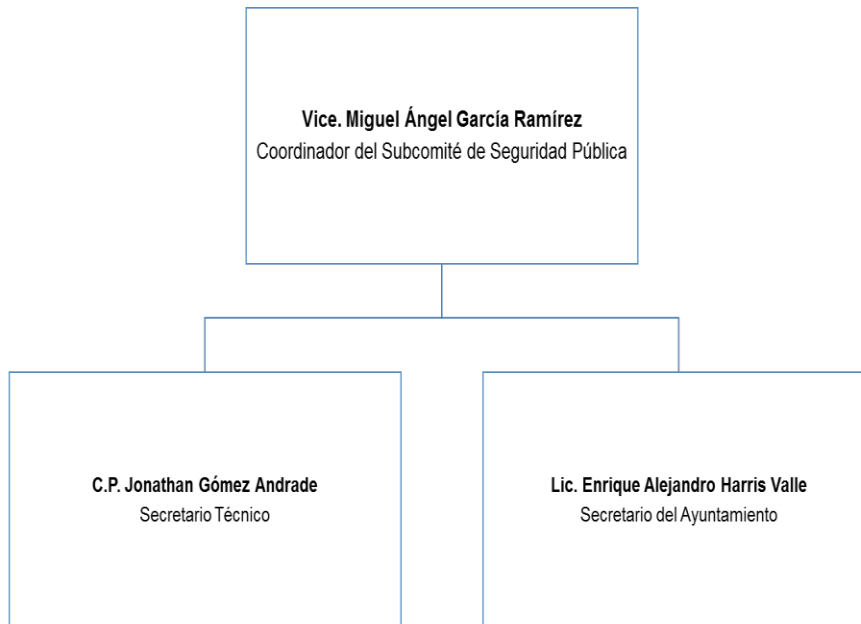 Vice. Miguel Ángel García Ramírez
Coordinador del Subcomité de Seguridad Pública
C.P. Jonathan Gómez Andrade
Secretario Técnico
Lic. Enrique Alejandro Harris Valle
Secretario del Ayuntamiento